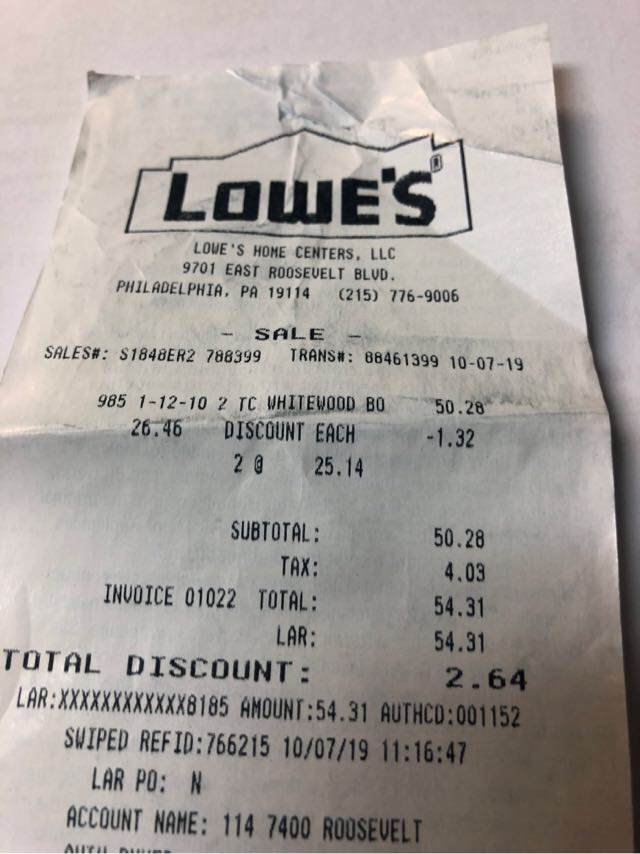 LOWE'S®
LOWE'S HOME CENTERS, LLC
9701 EAST ROOSEVELT BLVD.
PHILADELPHIA, PA 19114 (215) 776-9006
- SALE -
SALES#: S1848ER2 788399 TRANS#: 88461399 10-07-19
985 1-12-10 2 TC WHITEWOOD BO 50.28
26.46 DISCOUNT EACH -1.32
2 @ 25.14
SUBTOTAL: 50.28
TAX: 4.03
INVOICE 01022 TOTAL: 54.31
LAR: 54.31
TOTAL DISCOUNT: 2.64
LAR:XXXXXXXXXXXX8185 AMOUNT:54.31 AUTHCD:001152
SWIPED REFID:766215 10/07/19 11:16:47
LAR PO: N
ACCOUNT NAME: 114 7400 ROOSEVELT